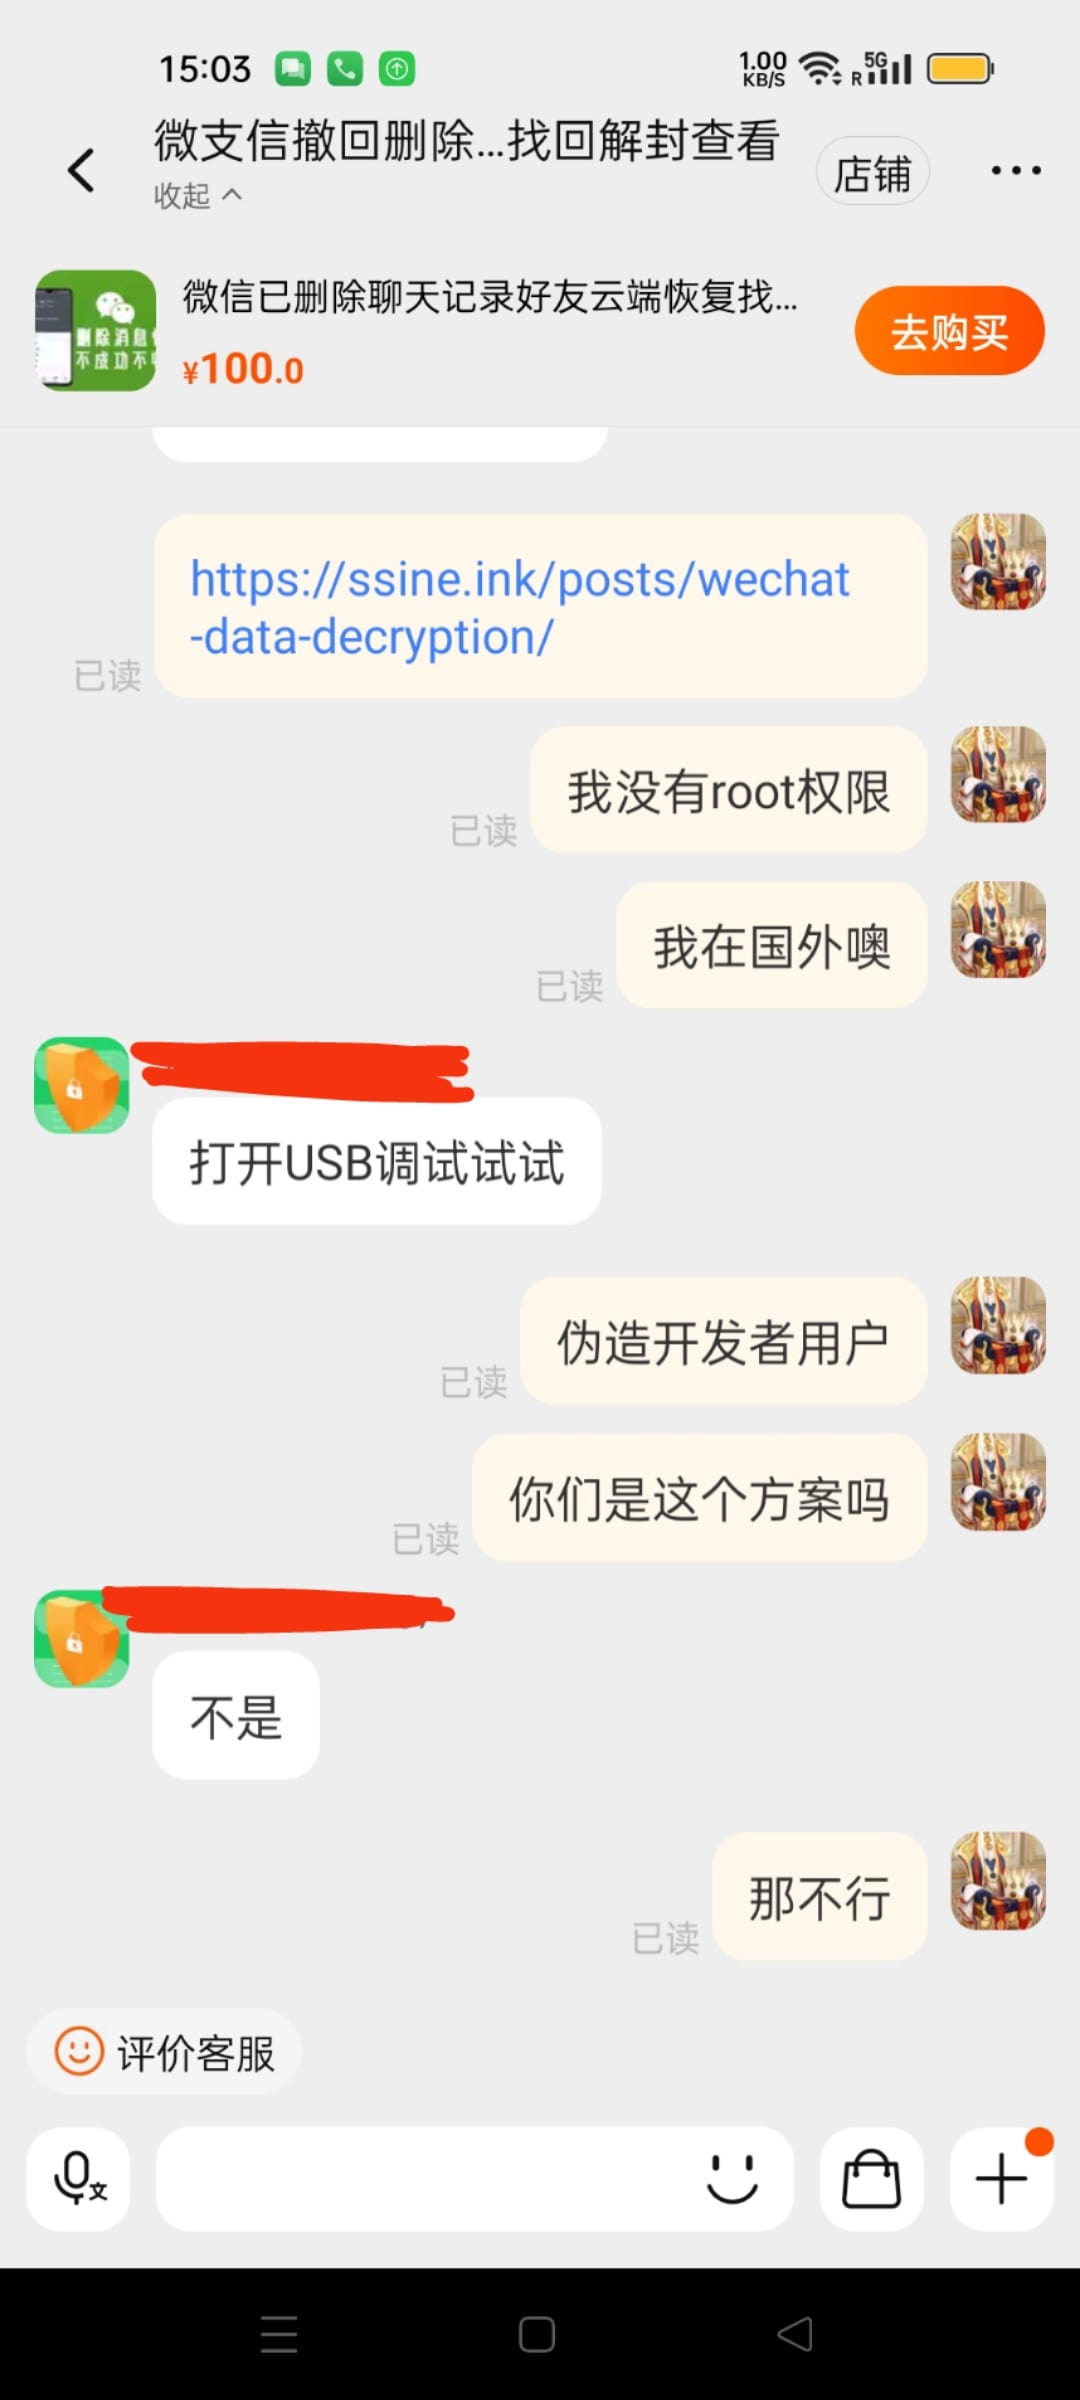 15:03
1.00
KB/S
R 5G
微支信撤回删除...找回解封查看
收起
店铺
微信已删除聊天记录好友云端恢复找...
¥100.0
去购买
删除消息
不成功不
https://ssine.ink/posts/wechat
-data-decryption/
已读
我没有root权限
已读
我在国外噢
已读
打开USB调试试试
伪造开发者用户
已读
你们是这个方案吗
已读
不是
那不行
已读
评价客服
文